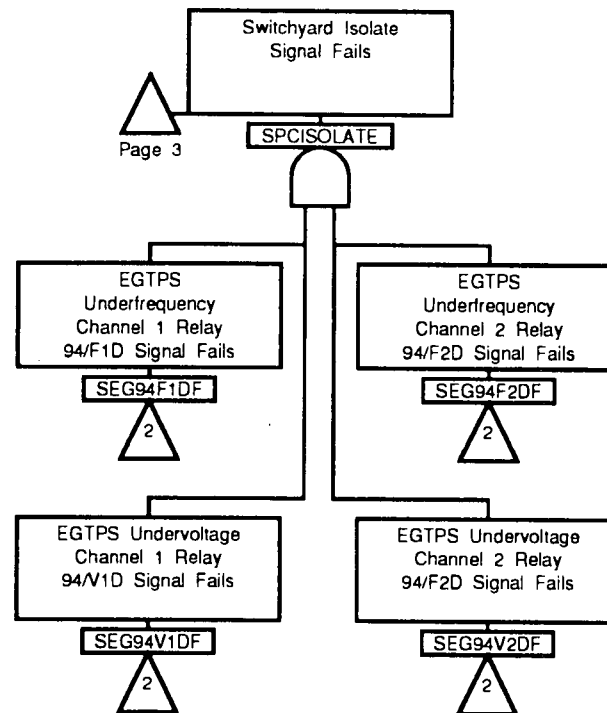 Switchyard Isolate
Signal Fails
Page 3
SPCISOLATE
EGTPS
Underfrequency
Channel 1 Relay
94/F1D Signal Fails
SEG94F1DF
2
EGTPS
Underfrequency
Channel 2 Relay
94/F2D Signal Fails
SEG94F2DF
2
EGTPS Undervoltage
Channel 1 Relay
94/V1D Signal Fails
SEG94V1DF
2
EGTPS Undervoltage
Channel 2 Relay
94/F2D Signal Fails
SEG94V2DF
2